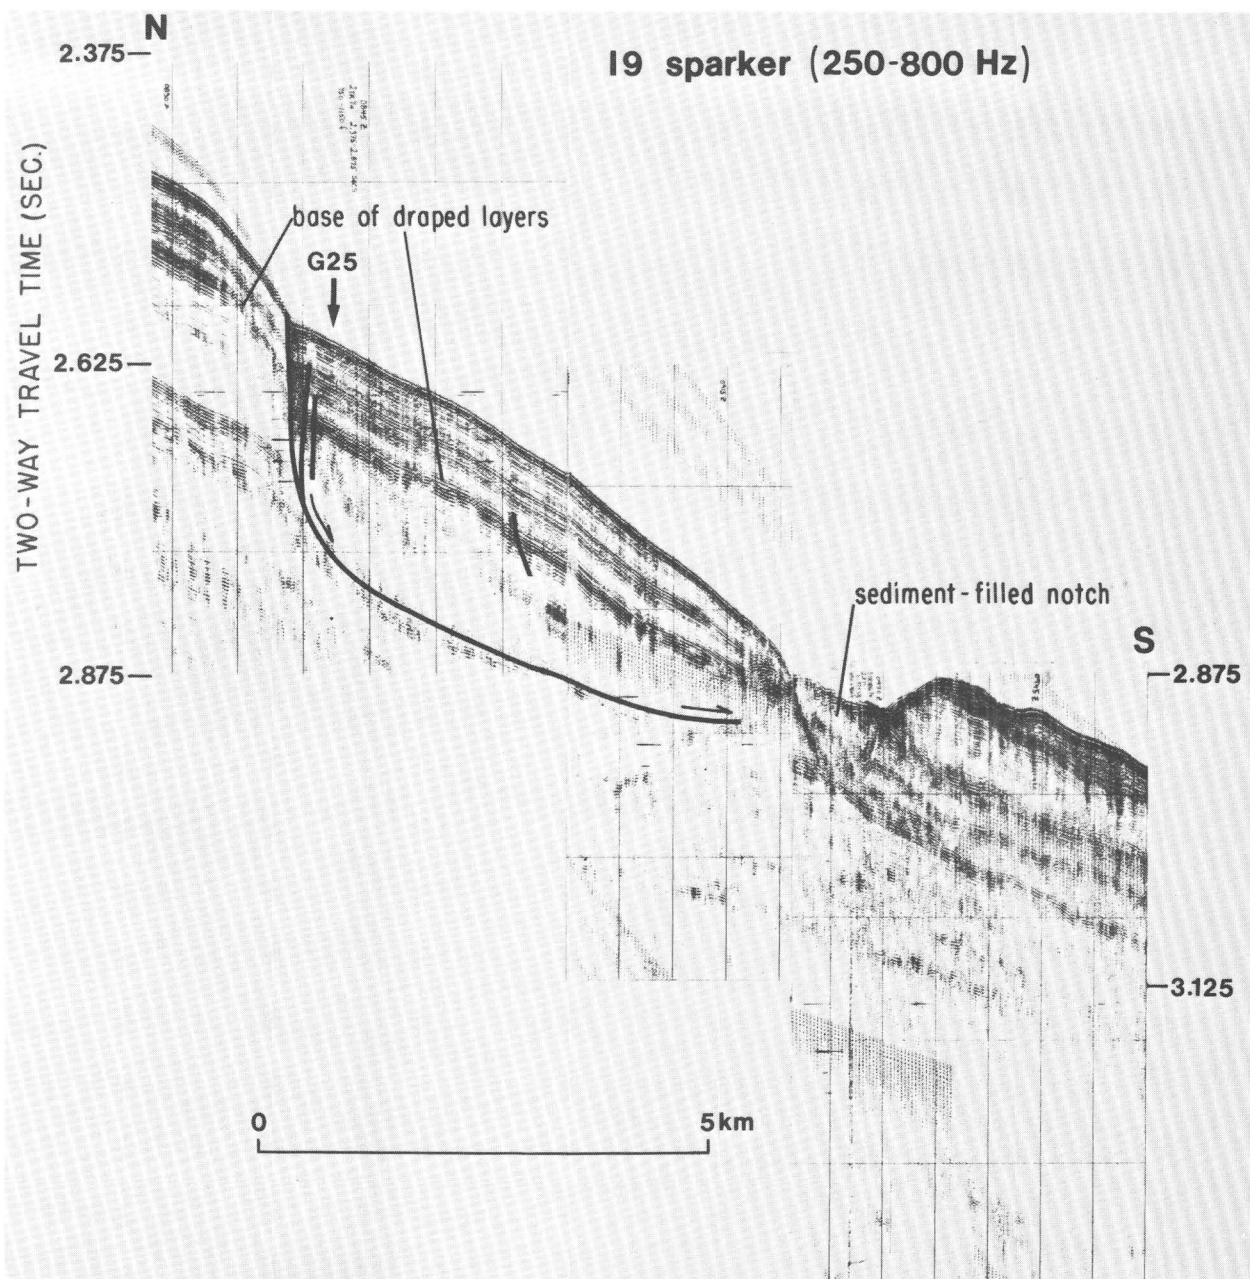 N
2.375
I9 sparker (250-800 Hz)
TWO-WAY TRAVEL TIME (SEC.)
base of draped layers
G25
2.625
sediment-filled notch
S
2.875
2.875
3.125
0
5km